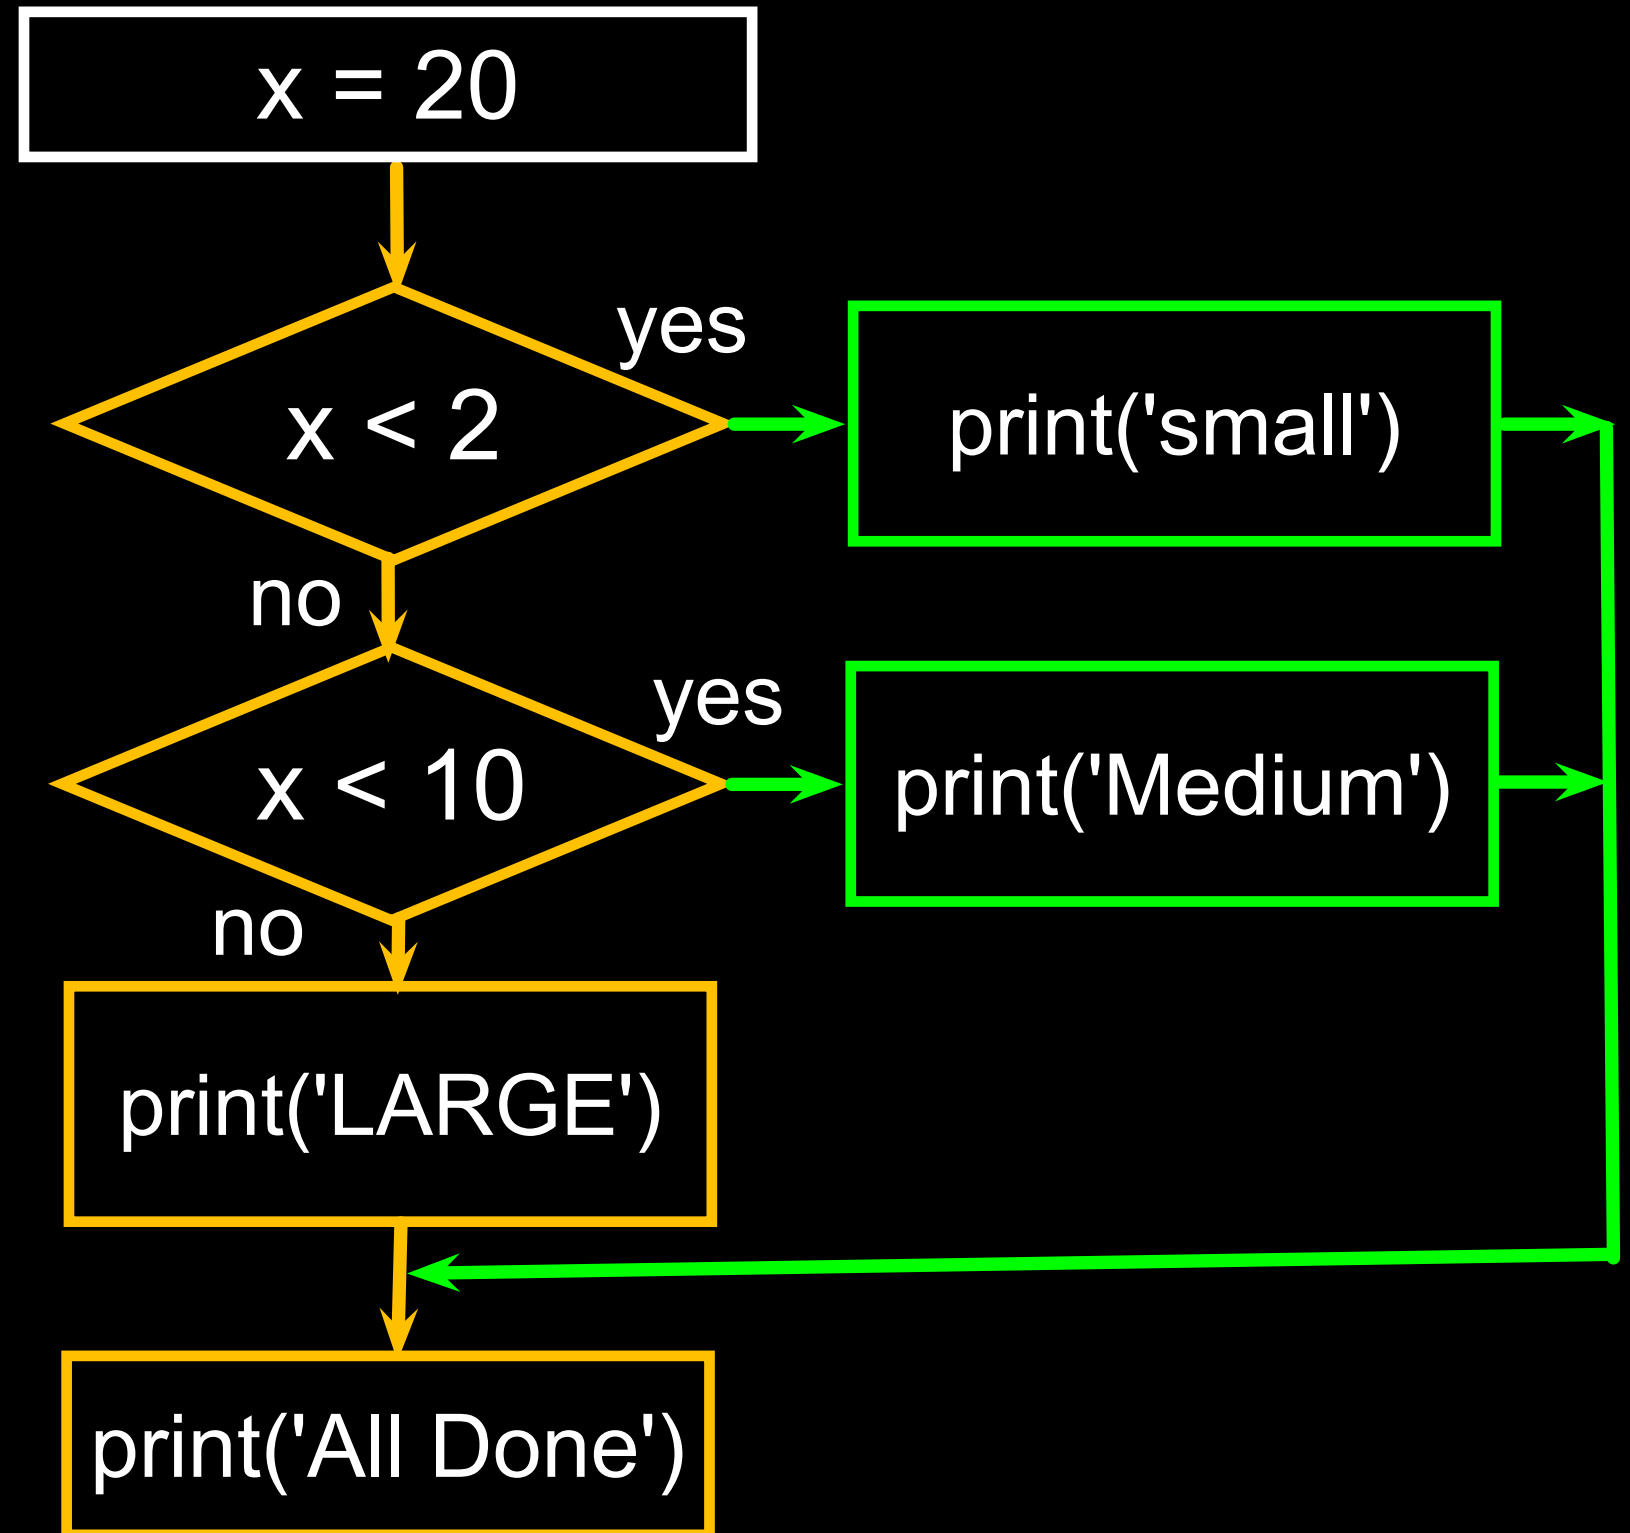 x = 20
yes
x < 2
print('small')
no
yes
x < 10
print('Medium')
no
print('LARGE')
print('All Done')